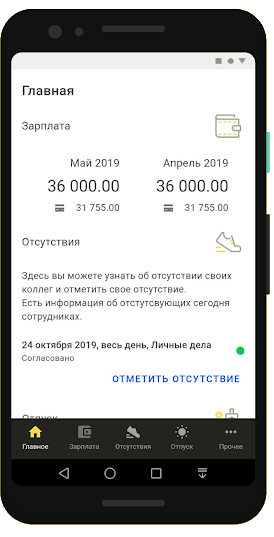 Главная
Зарплата
Май 2019
Апрель 2019
36 000.00
36 000.00
31 755.00
31 755.00
Отсутствия
Здесь вы можете узнать об отсутствии своих
коллег и отметить свое отсутствие.
Есть информация об отстутсвующих сегодня
сотрудниках.
24 октября 2019, весь день, Личные дела
Согласовано
ОТМЕТИТЬ ОТСУТСТВИЕ
Отпуск
Главное
Зарплата
Отсутствия
Отпуск
Прочее